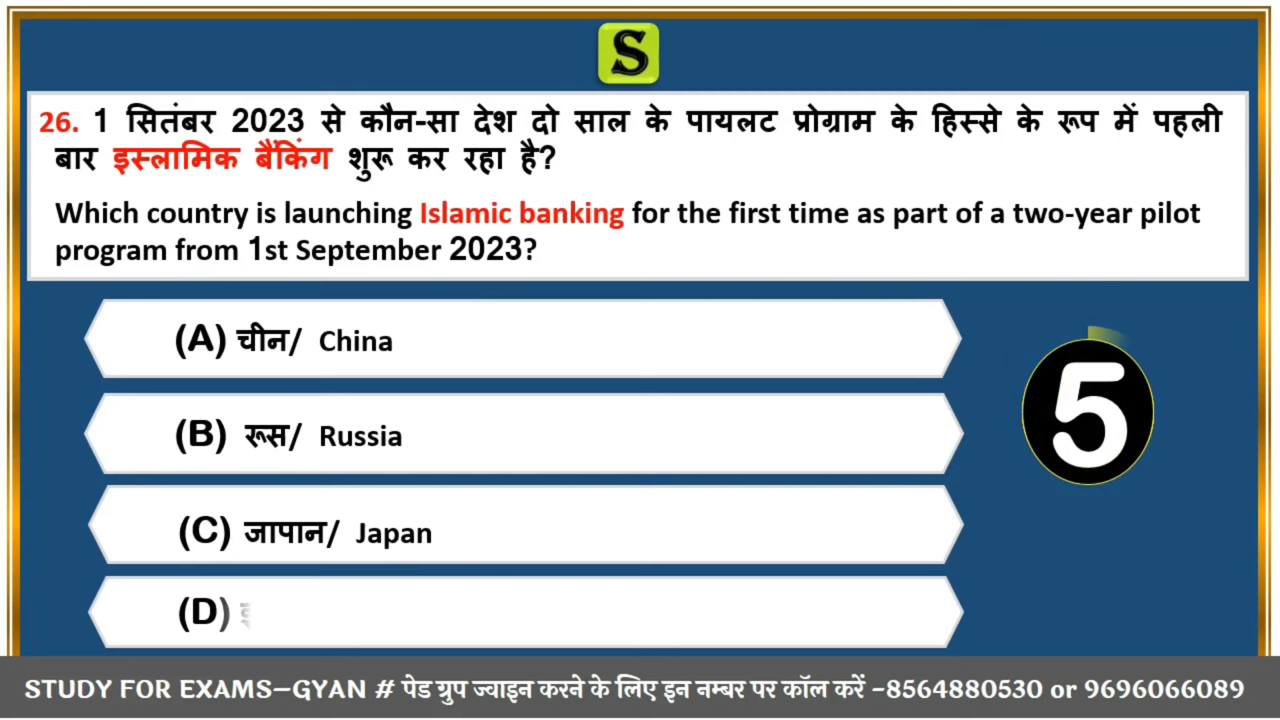 S
26. 1 सितंबर 2023 से कौन-सा देश दो साल के पायलट प्रोग्राम के हिस्से के रूप में पहली
बार इस्लामिक बैंकिंग शुरू कर रहा है?
Which country is launching Islamic banking for the first time as part of a two-year pilot
program from 1st September 2023?
(A) चीन/ China
(B) रूस/ Russia
(C) जापान/ Japan
(D)
5
STUDY FOR EXAMS–GYAN # पेड ग्रुप ज्वाइन करने के लिए इन नम्बर पर कॉल करें –8564880530 or 9696066089